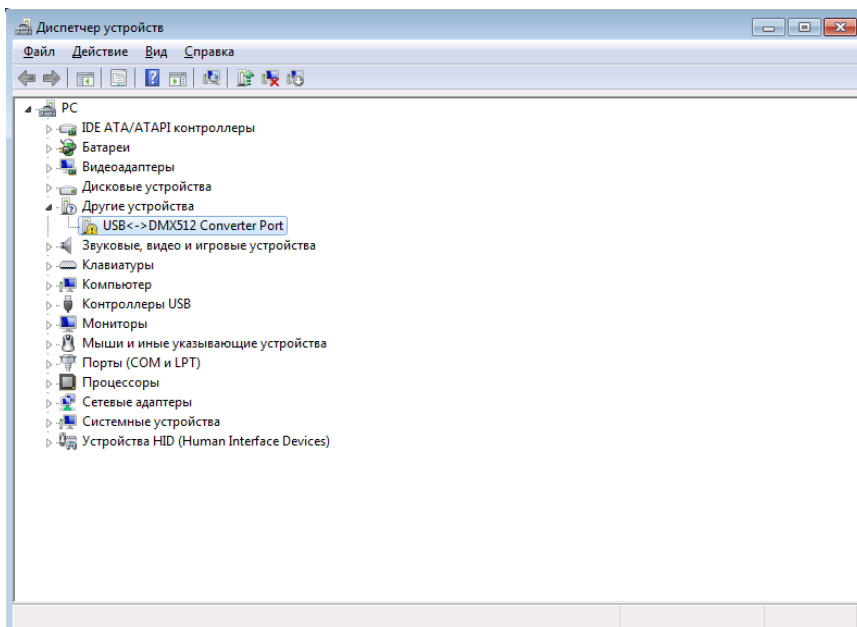 Диспетчер устройств
Файл Действие Вид Справка
PC
IDE ATA/ATAPI контроллеры
Батареи
Видеоадаптеры
Дисковые устройства
Другие устройства
USB<->DMX512 Converter Port
Звуковые, видео и игровые устройства
Клавиатуры
Компьютер
Контроллеры USB
Мониторы
Мыши и иные указывающие устройства
Порты (COM и LPT)
Процессоры
Сетевые адаптеры
Системные устройства
Устройства HID (Human Interface Devices)